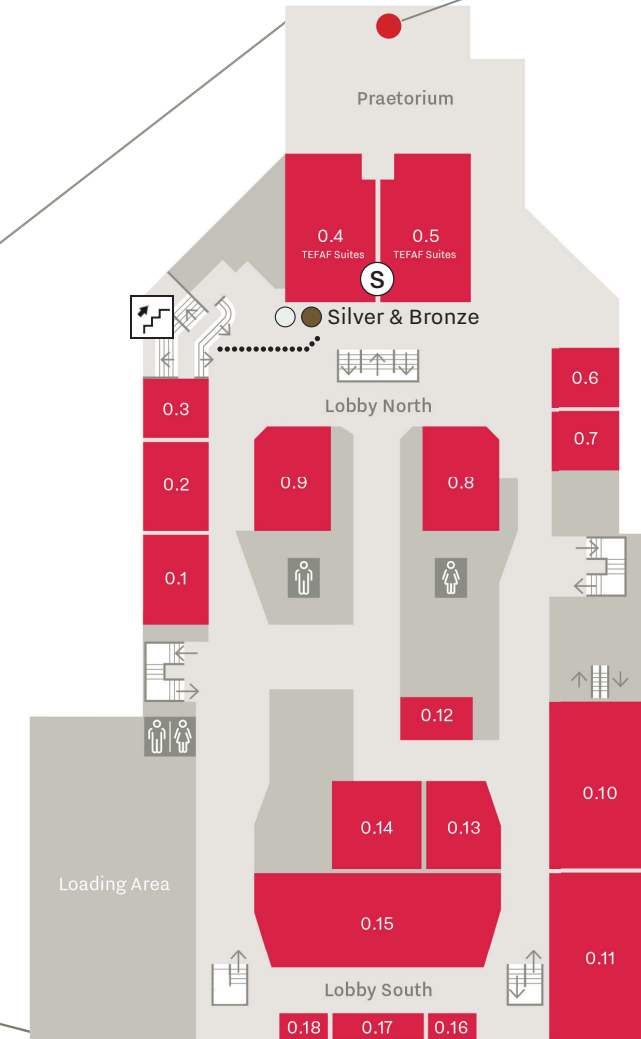 Praetorium
0.4
TEFAF Suites
0.5
TEFAF Suites
S
Silver & Bronze
0.3
Lobby North
0.6
0.7
0.2
0.9
0.8
0.1
0.12
0.10
0.14
0.13
Loading Area
0.15
0.11
Lobby South
0.18
0.17
0.16